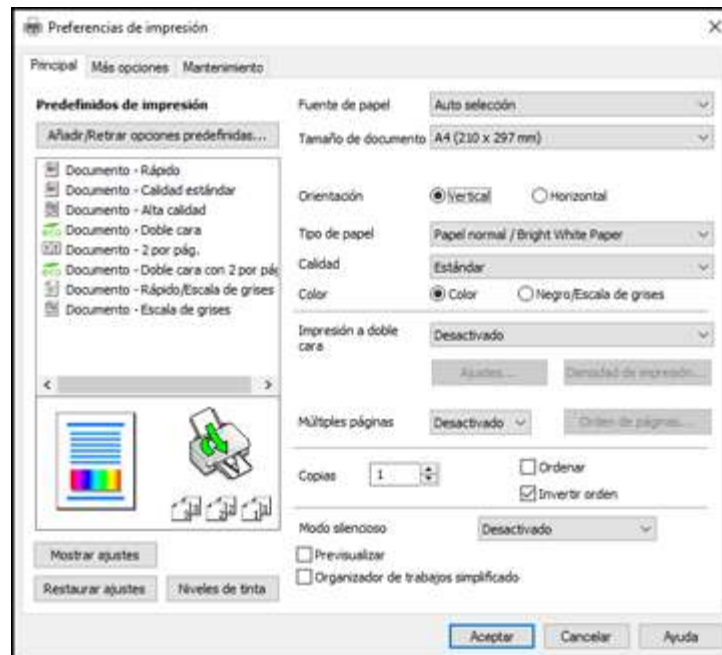 Preferencias de impresión
Principal Más opciones Mantenimiento
Predefinidos de impresión
Añadir/Retirar opciones predefinidas...
Documento - Rápido
Documento - Calidad estándar
Documento - Alta calidad
Documento - Doble cara
Documento - 2 por pág.
Documento - Doble cara con 2 por pág
Documento - Rápido/Escala de grises
Documento - Escala de grises
Mostrar ajustes
Restaurar ajustes Niveles de tinta
Fuente de papel Auto selección
Tamaño de documento A4 (210 x 297 mm)
Orientación Vertical Horizontal
Tipo de papel Papel normal / Bright White Paper
Calidad Estándar
Color Color Negro/Escala de grises
Impresión a doble
cara
Desactivado
Ajustes... Densidad de impresión...
Múltiples páginas Desactivado Orden de páginas...
Copias 1 Ordenar
Invertir orden
Modo silencioso Desactivado
Previsualizar
Organizador de trabajos simplificado
Aceptar Cancelar Ayuda